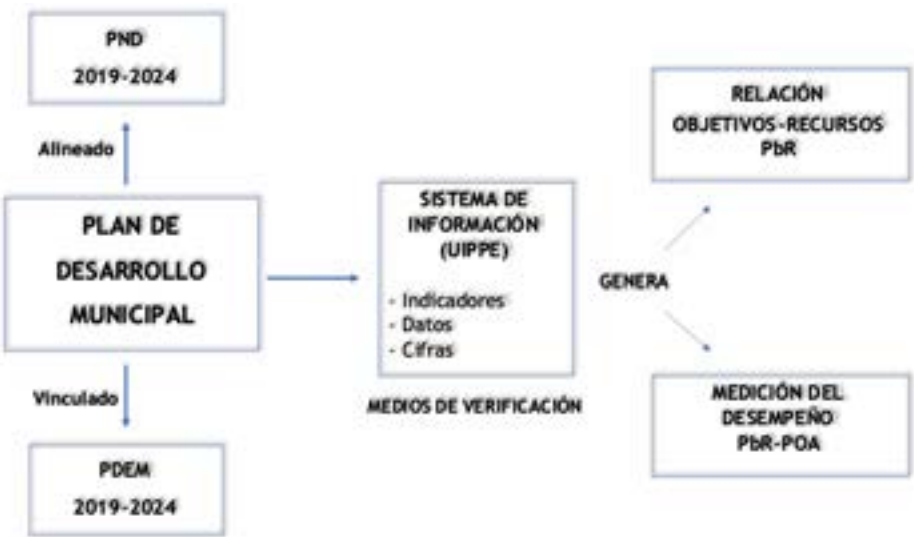 PND
2019-2024
Alineado
PLAN DE
DESARROLLO
MUNICIPAL
Vinculado
PDEM
2019-2024
SISTEMA DE
INFORMACIÓN
(UIPPE)
- Indicadores
- Datos
- Cifras
MEDIOS DE VERIFICACIÓN
GENERA
RELACIÓN
OBJETIVOS-RECURSOS
PbR
MEDICIÓN DEL
DESEMPEÑO
PbR-POA